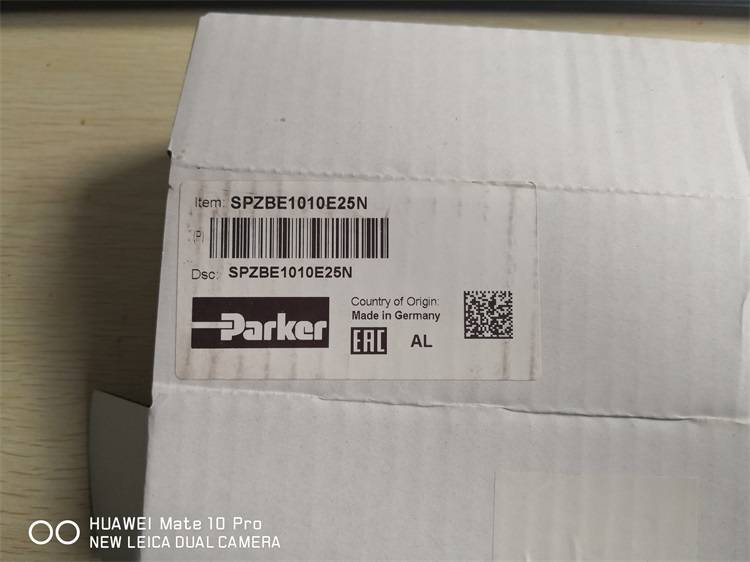 Item: SPZBE1010E25N
(P)
Dsc: SPZBE1010E25N
Parker
Country of Origin:
Made in Germany
EAC AL
HUAWEI Mate 10 Pro
NEW LEICA DUAL CAMERA